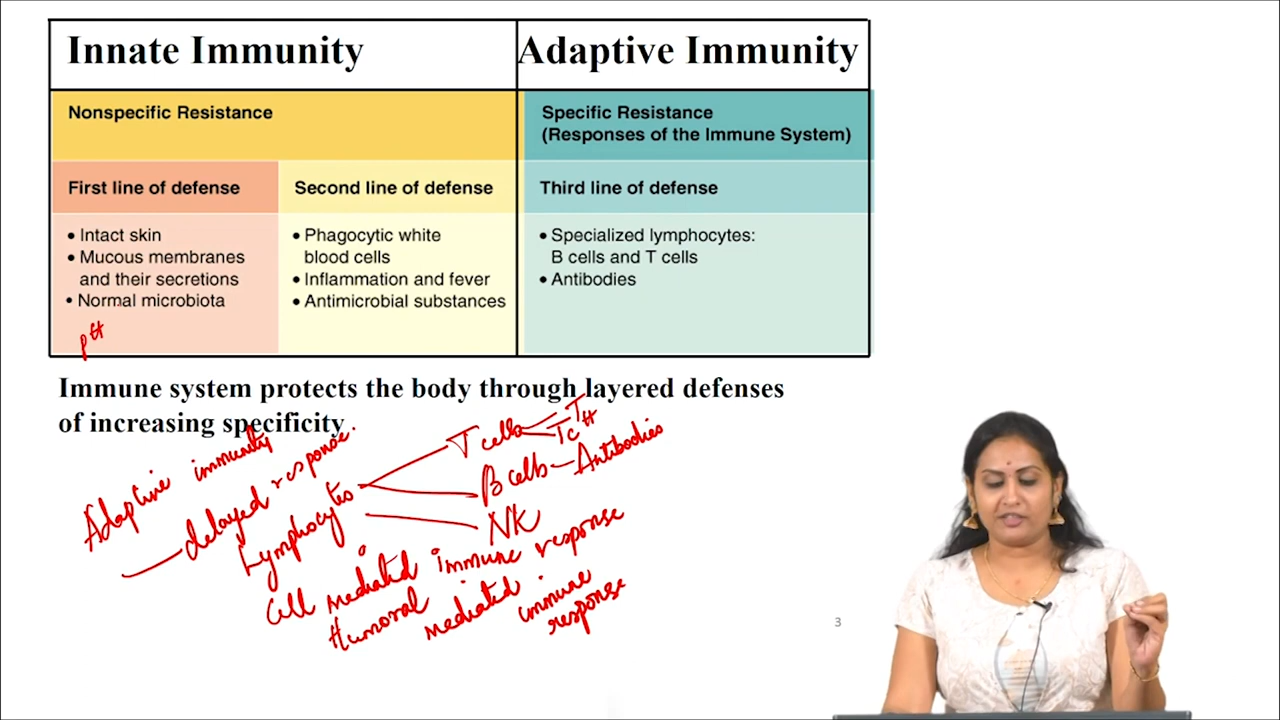 Innate Immunity
Adaptive Immunity
Nonspecific Resistance
Specific Resistance
(Responses of the Immune System)
First line of defense
Second line of defense
Third line of defense
• Intact skin
• Mucous membranes
and their secretions
• Normal microbiota
pH
• Phagocytic white
blood cells
• Inflammation and fever
• Antimicrobial substances
• Specialized lymphocytes:
B cells and T cells
• Antibodies
Immune system protects the body through layered defenses
of increasing specificity
Adaptive immunity
— delayed response.
Lymphocytes
T cells
TH
Tc
B cells — Antibodies
NK
Cell mediated immune response
Humoral mediated immune
response
3